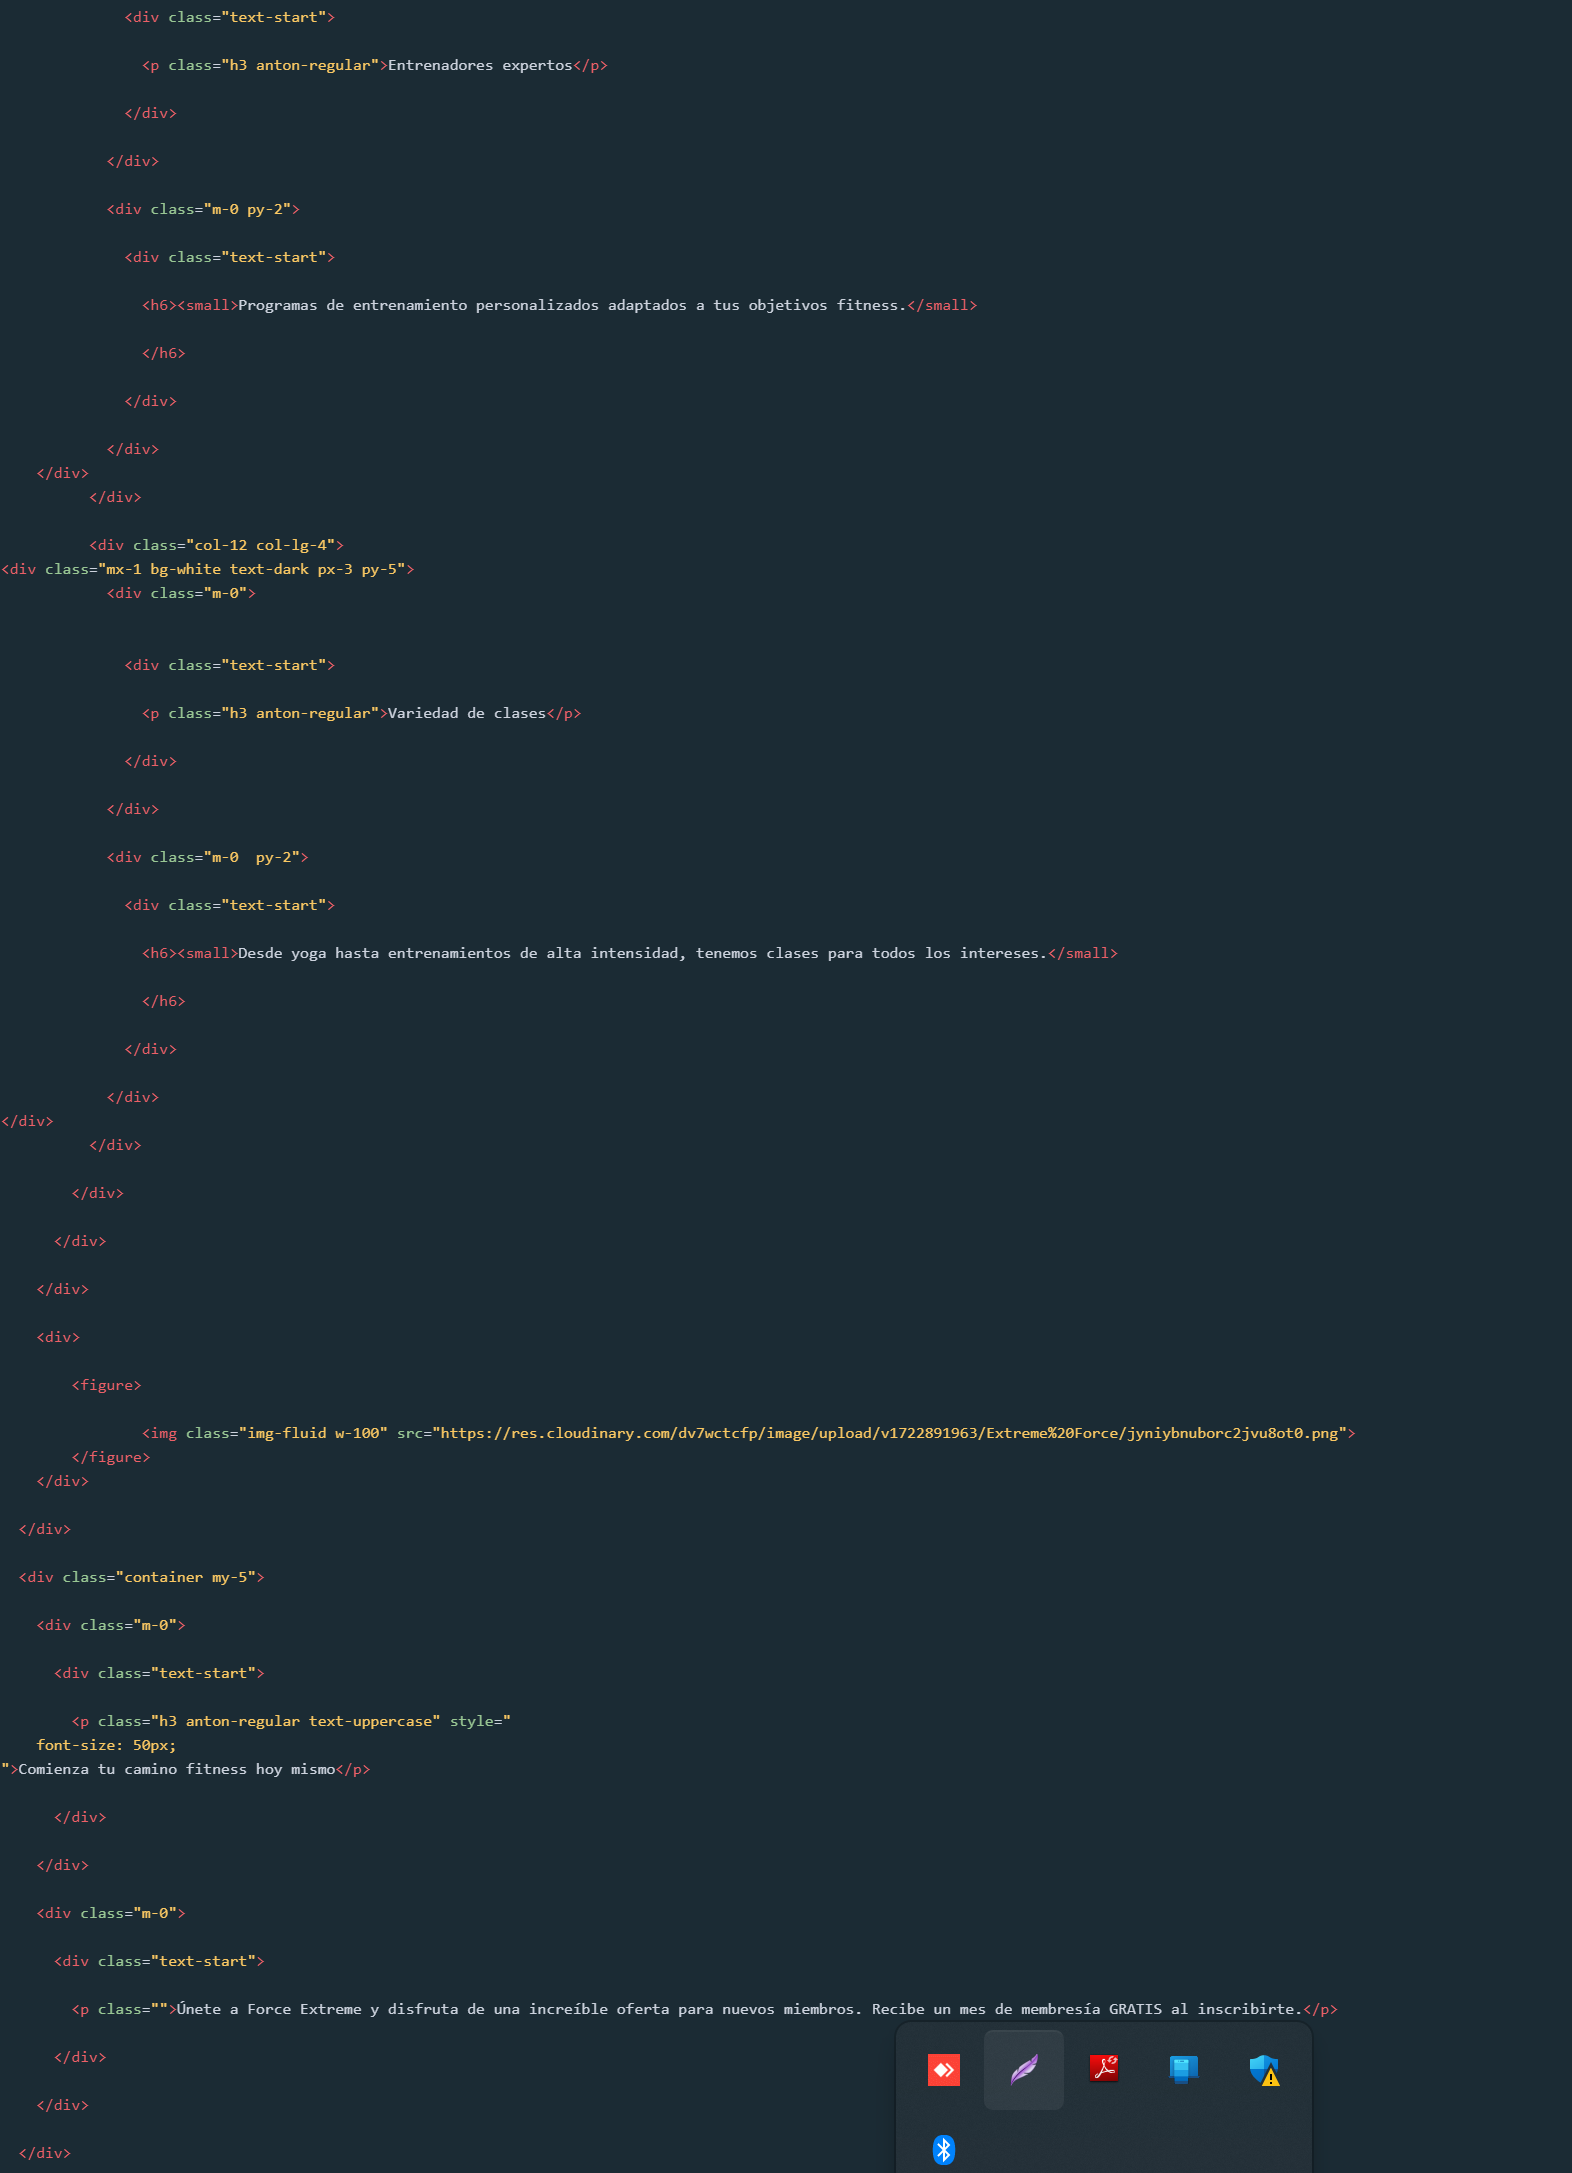 <div class="text-start">
<p class="h3 anton-regular">Entrenadores expertos</p>
</div>
</div>
<div class="m-0 py-2">
<div class="text-start">
<h6><small>Programas de entrenamiento personalizados adaptados a tus objetivos fitness.</small>
</h6>
</div>
</div>
</div>
</div>
<div class="col-12 col-lg-4">
<div class="mx-1 bg-white text-dark px-3 py-5">
<div class="m-0">
<div class="text-start">
<p class="h3 anton-regular">Variedad de clases</p>
</div>
</div>
<div class="m-0  py-2">
<div class="text-start">
<h6><small>Desde yoga hasta entrenamientos de alta intensidad, tenemos clases para todos los intereses.</small>
</h6>
</div>
</div>
</div>
</div>
</div>
</div>
</div>
<div>
<figure>
<img class="img-fluid w-100" src="https://res.cloudinary.com/dv7wctcfp/image/upload/v1722891963/Extreme%20Force/jyniybnuborc2jvu8ot0.png">
</figure>
</div>
</div>
<div class="container my-5">
<div class="m-0">
<div class="text-start">
<p class="h3 anton-regular text-uppercase" style="
font-size: 50px;
">Comienza tu camino fitness hoy mismo</p>
</div>
</div>
<div class="m-0">
<div class="text-start">
<p class="">Únete a Force Extreme y disfruta de una increíble oferta para nuevos miembros. Recibe un mes de membresía GRATIS al inscribirte.</p>
</div>
</div>
</div>